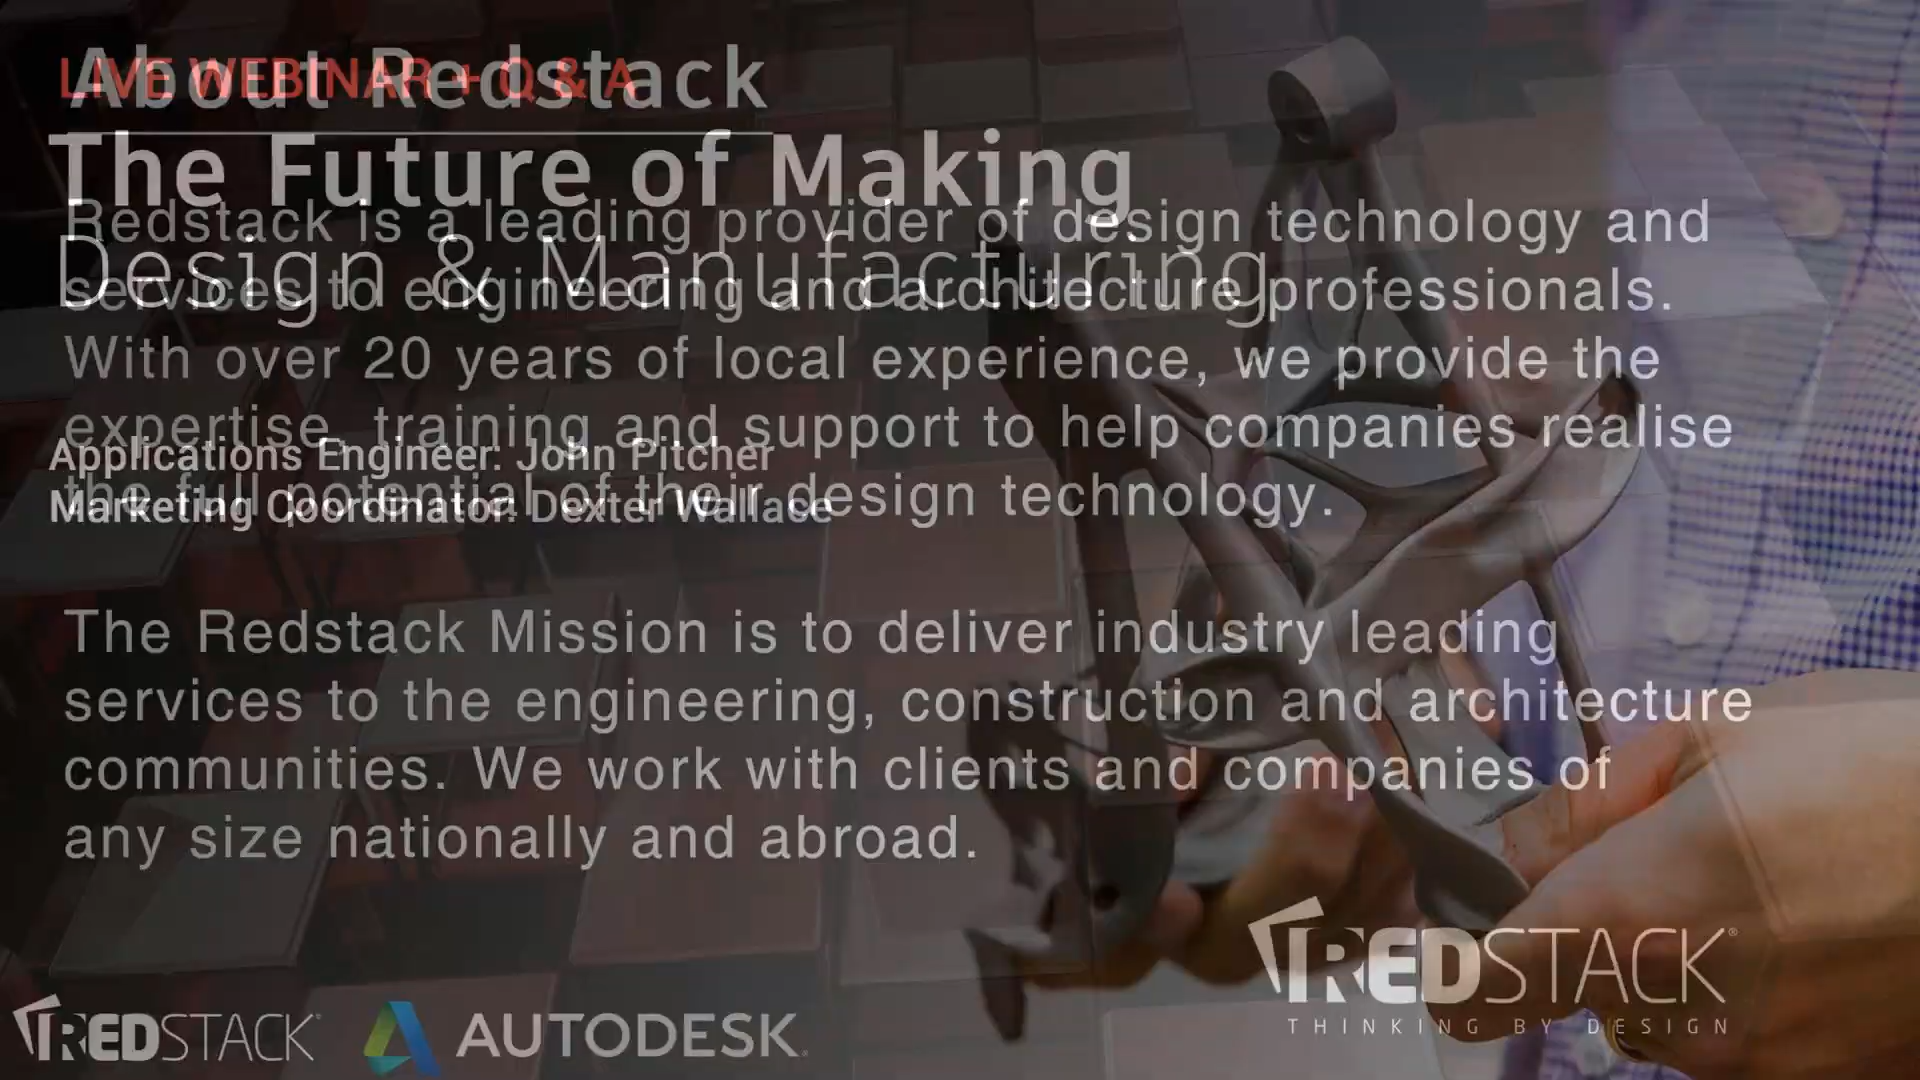 LIVE WEBINAR + Q & A
About Redstack
The Future of Making
Design & Manufacturing
Redstack is a leading provider of design technology and
services to engineering and architecture professionals.
With over 20 years of local experience, we provide the
expertise, training and support to help companies realise
the full potential of their design technology.
Applications Engineer: John Pitcher
Marketing Coordinator: Dexter Wallace
The Redstack Mission is to deliver industry leading
services to the engineering, construction and architecture
communities. We work with clients and companies of
any size nationally and abroad.
REDSTACK®
THINKING BY DESIGN
REDSTACK®
AUTODESK®